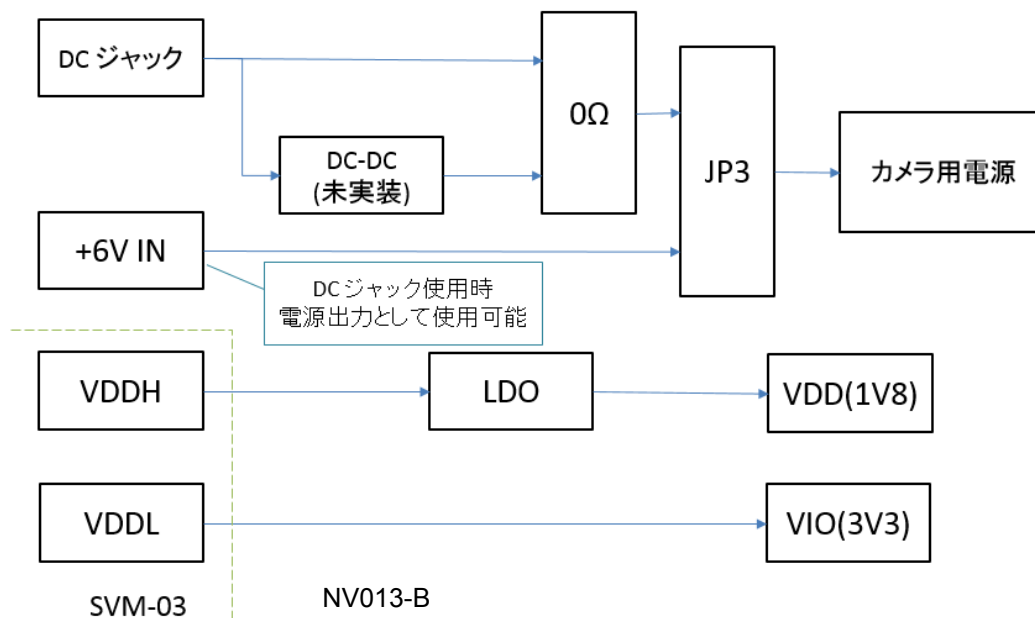 DC ジャック
0Ω
JP3
DC-DC
(未実装)
カメラ用電源
+6V IN
DC ジャック使用時
電源出力として使用可能
VDDH
LDO
VDD(1V8)
VDDL
VIO(3V3)
SVM-03
NV013-B